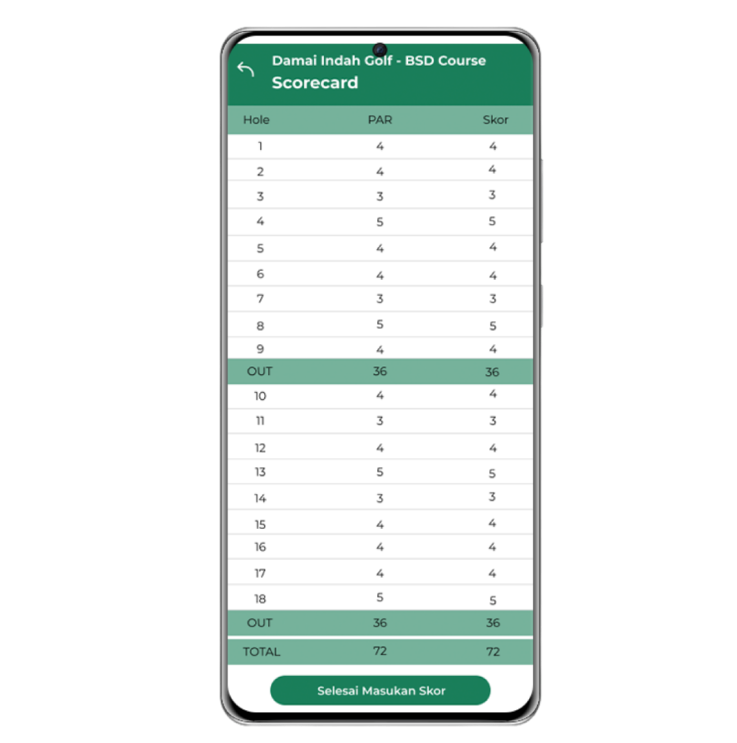 Damai Indah Golf - BSD Course
Scorecard
Hole PAR Skor
1 4 4
2 4 4
3 3 3
4 5 5
5 4 4
6 4 4
7 3 3
8 5 5
9 4 4
OUT 36 36
10 4 4
11 3 3
12 4 4
13 5 5
14 3 3
15 4 4
16 4 4
17 4 4
18 5 5
OUT 36 36
TOTAL 72 72
Selesai Masukan Skor